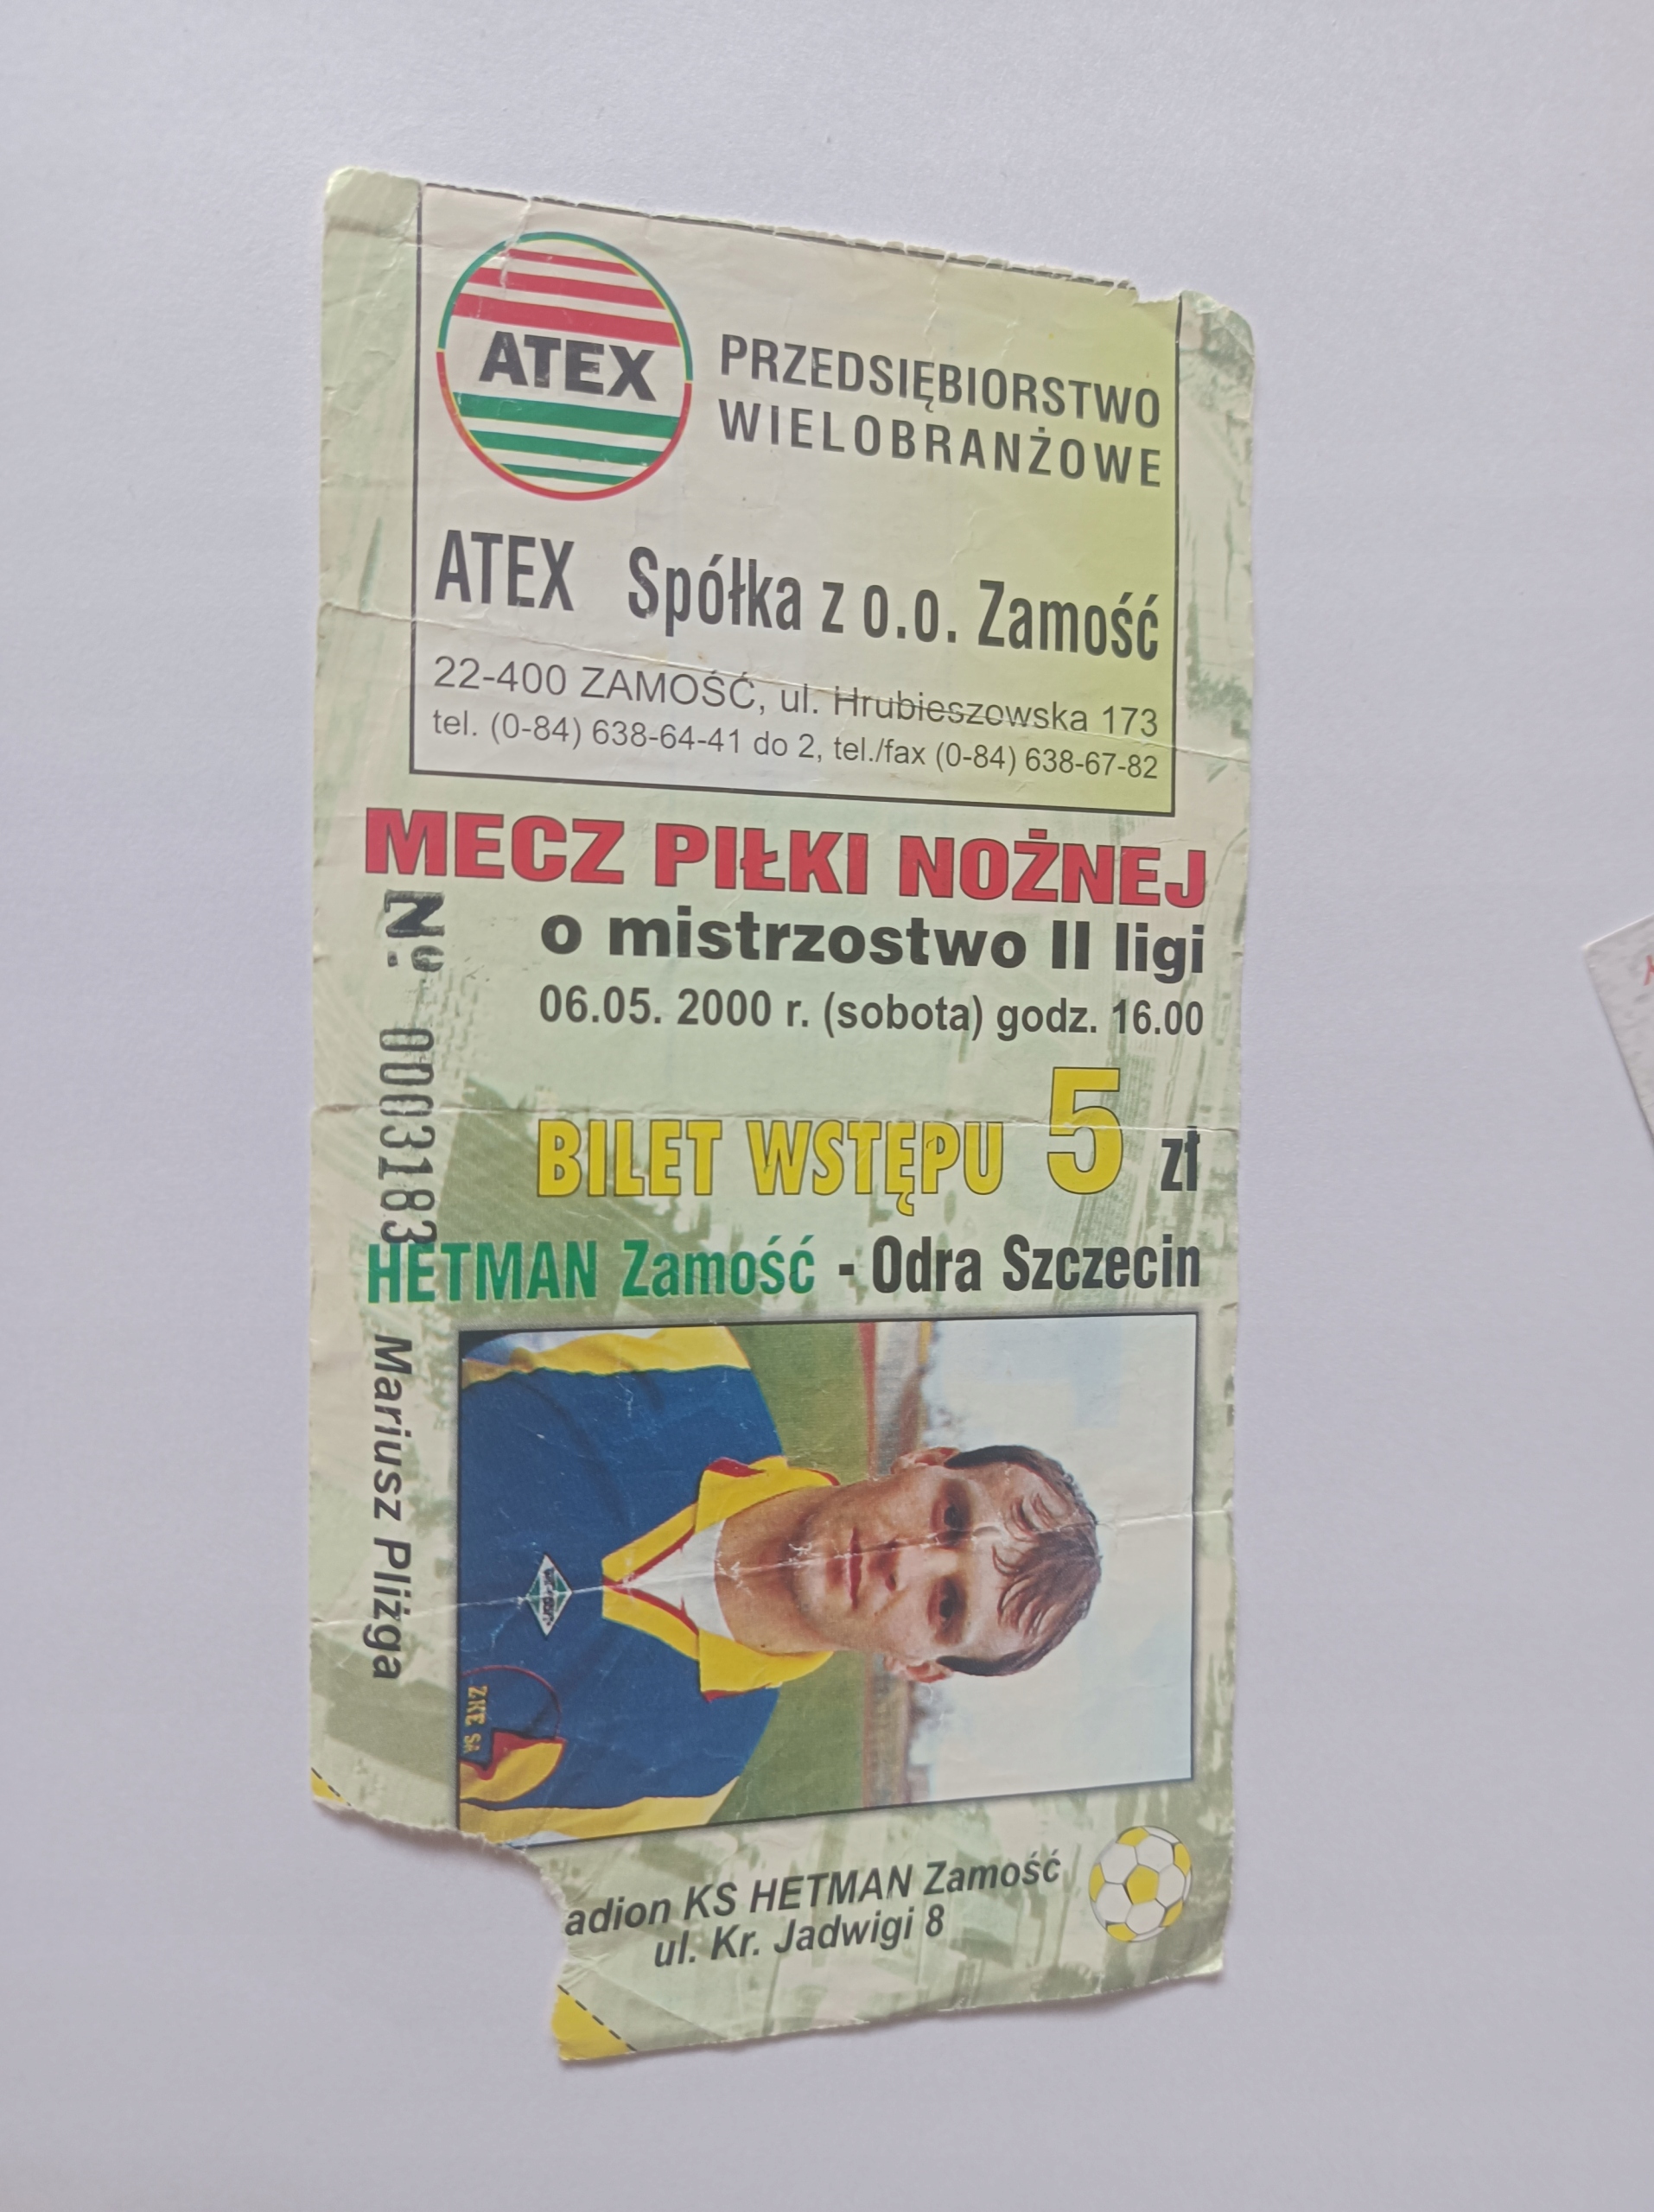 ATEX
PRZEDSIĘBIORSTWO
WIELOBRANŻOWE
ATEX Spółka z o.o. Zamość
22-400 ZAMOŚĆ, ul. Hrubieszowska 173
tel. (0-84) 638-64-41 do 2, tel./fax (0-84) 638-67-82
MECZ PIŁKI NOŻNEJ
o mistrzostwo II ligi
06.05. 2000 r. (sobota) godz. 16.00
Nº 0003183
BILET WSTĘPU 5 zł
HETMAN Zamość - Odra Szczecin
Mariusz Pliżga
ZKE SA
adion KS HETMAN Zamość
ul. Kr. Jadwigi 8